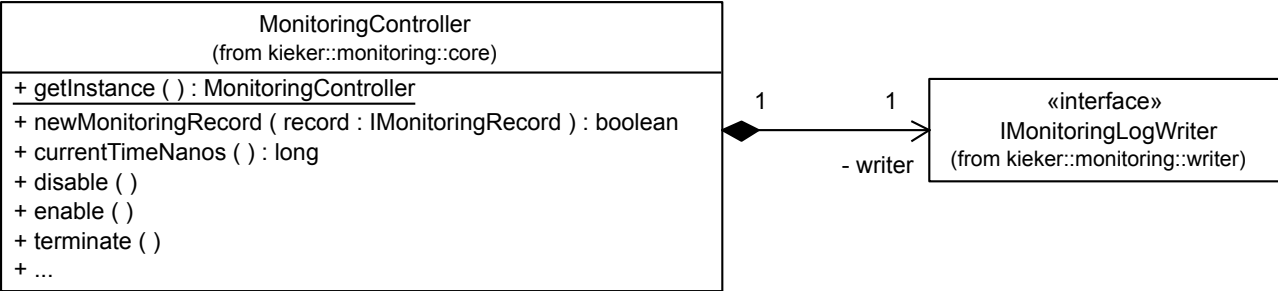 MonitoringController
(from kieker::monitoring::core)
+ getInstance ( ) : MonitoringController
+ newMonitoringRecord ( record : IMonitoringRecord ) : boolean
+ currentTimeNanos ( ) : long
+ disable ( )
+ enable ( )
+ terminate ( )
+ ...
1
1
- writer
«interface»
IMonitoringLogWriter
(from kieker::monitoring::writer)